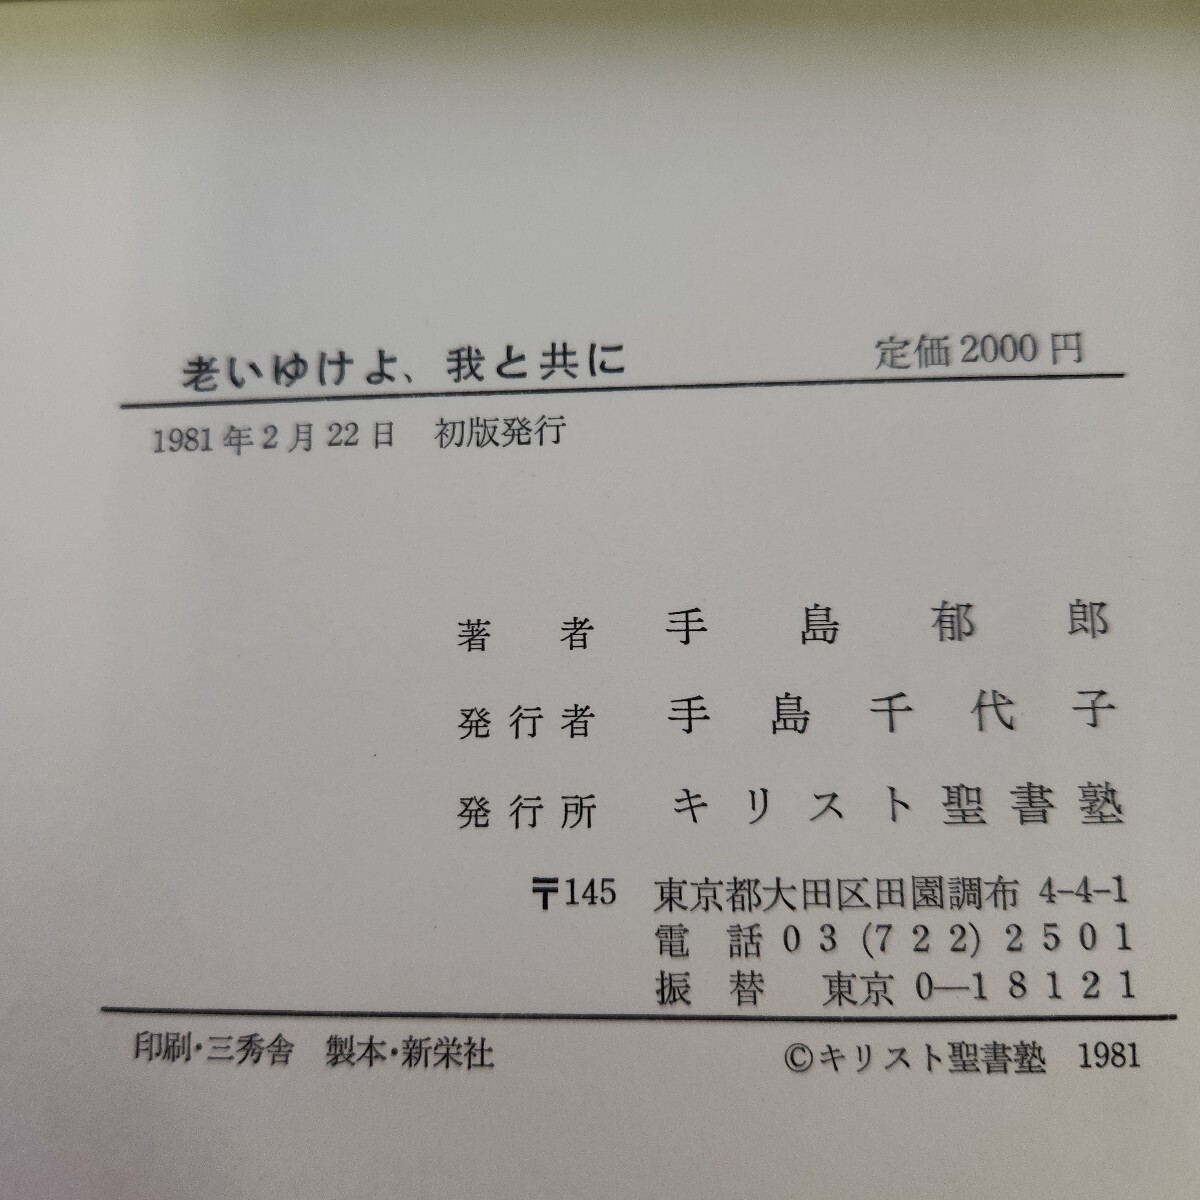 老いゆけよ、我と共に　定価2000円
1981年2月22日　初版発行
著者　手島郁郎
発行者　手島千代子
発行所　キリスト聖書塾
〒145　東京都大田区田園調布 4-4-1
電話 03 (722) 2501
振替　東京 0—18121
印刷・三秀舎　製本・新栄社　©キリスト聖書塾　1981